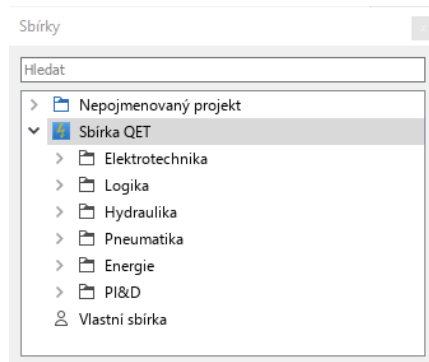 Sbírky
Hledat
Nepojmenovaný projekt
Sbírka QET
Elektrotechnika
Logika
Hydraulika
Pneumatika
Energie
PI&D
Vlastní sbírka